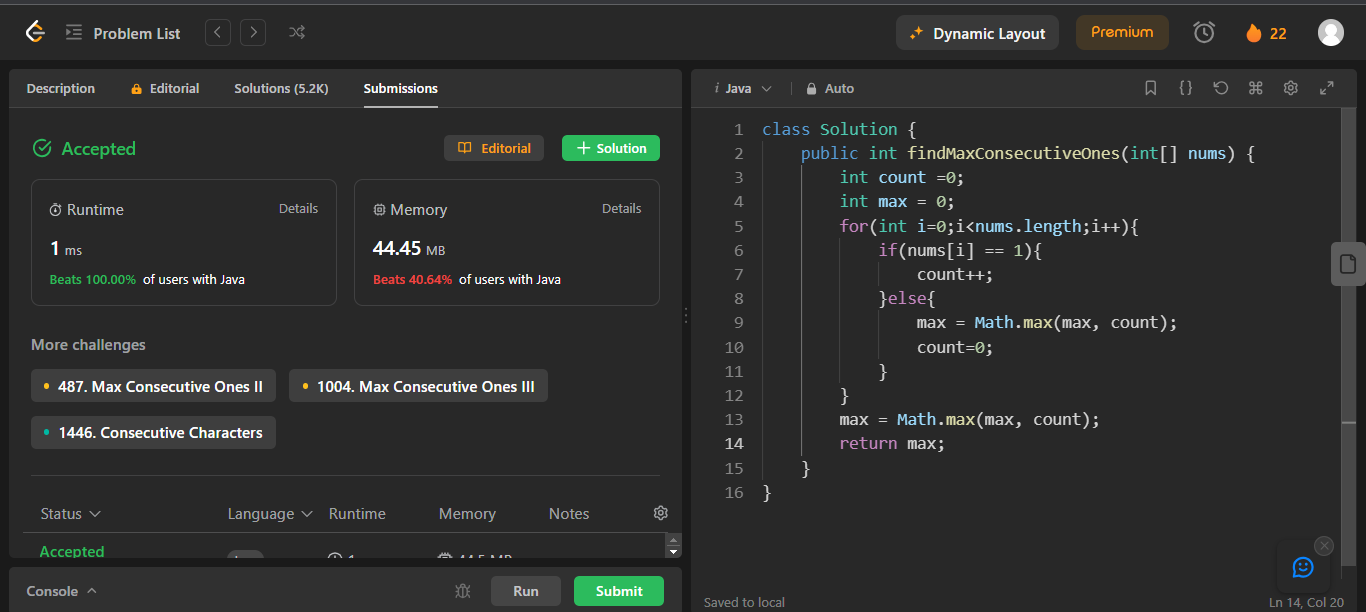 Problem List
Dynamic Layout
Premium
22
Description
Editorial
Solutions (5.2K)
Submissions
Accepted
Editorial
Solution
Runtime
Details
1 ms
Beats 100.00% of users with Java
Memory
Details
44.45 MB
Beats 40.64% of users with Java
More challenges
487. Max Consecutive Ones II
1004. Max Consecutive Ones III
1446. Consecutive Characters
Status
Language
Runtime
Memory
Notes
Accepted
Console
Run
Submit
i Java
Auto
1 class Solution {
2 public int findMaxConsecutiveOnes(int[] nums) {
3 int count =0;
4 int max = 0;
5 for(int i=0;i<nums.length;i++){
6 if(nums[i] == 1){
7 count++;
8 }else{
9 max = Math.max(max, count);
10 count=0;
11 }
12 }
13 max = Math.max(max, count);
14 return max;
15 }
16 }
Saved to local
Ln 14, Col 20